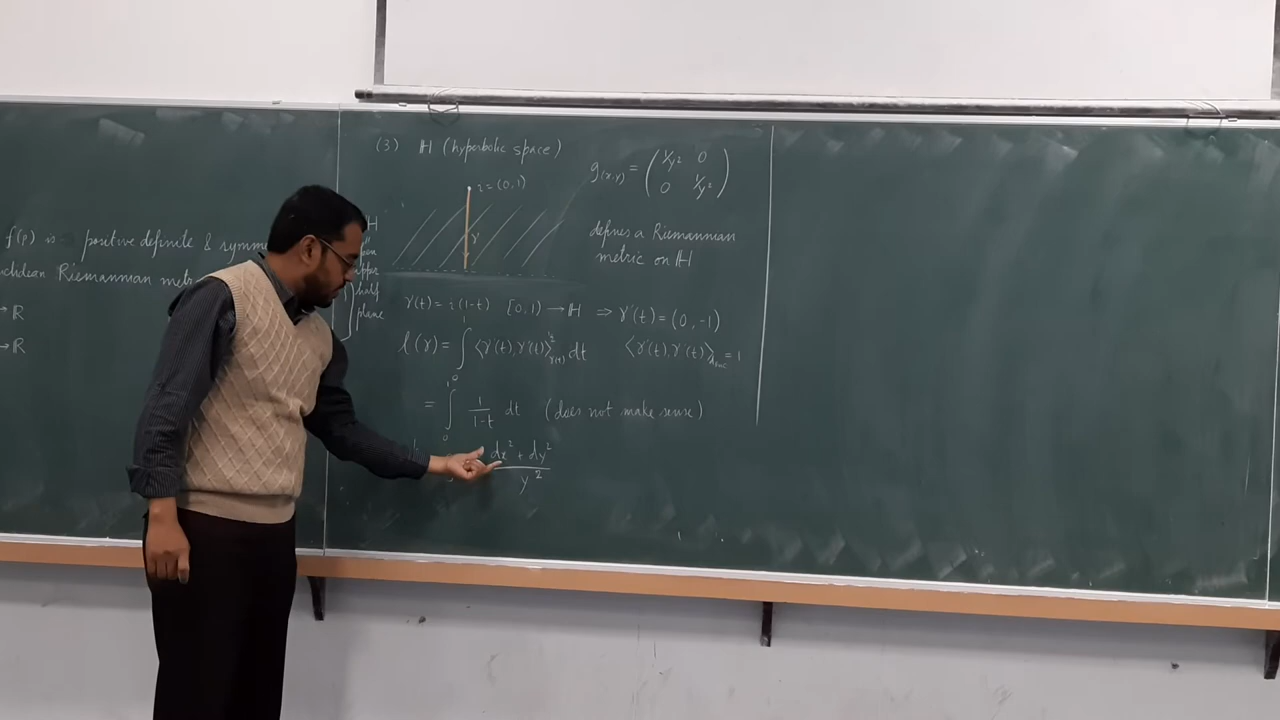 f(p) is positive definite & symm
Riemannian metr
→ R
→ R
(3) H (hyperbolic space)
i = (0,1)
γ
H
upper
half
plane
g(x,y) = ( 1/y² 0
0 1/y² )
defines a Riemannian
metric on H
γ(t) = i(1-t) [0,1) → H ⇒ γ'(t) = (0,-1)
l(γ) = ∫₀¹ ⟨γ'(t), γ'(t)⟩^{1/2}_{γ(t)} dt ⟨γ'(t), γ'(t)⟩ = 1
= ∫₀¹ 1/(1-t) dt (does not make sense)
dx² + dy²
y²